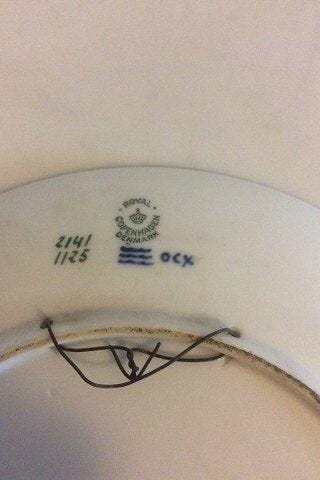 ROYAL
COPENHAGEN
DENMARK
2141
1125
OCX